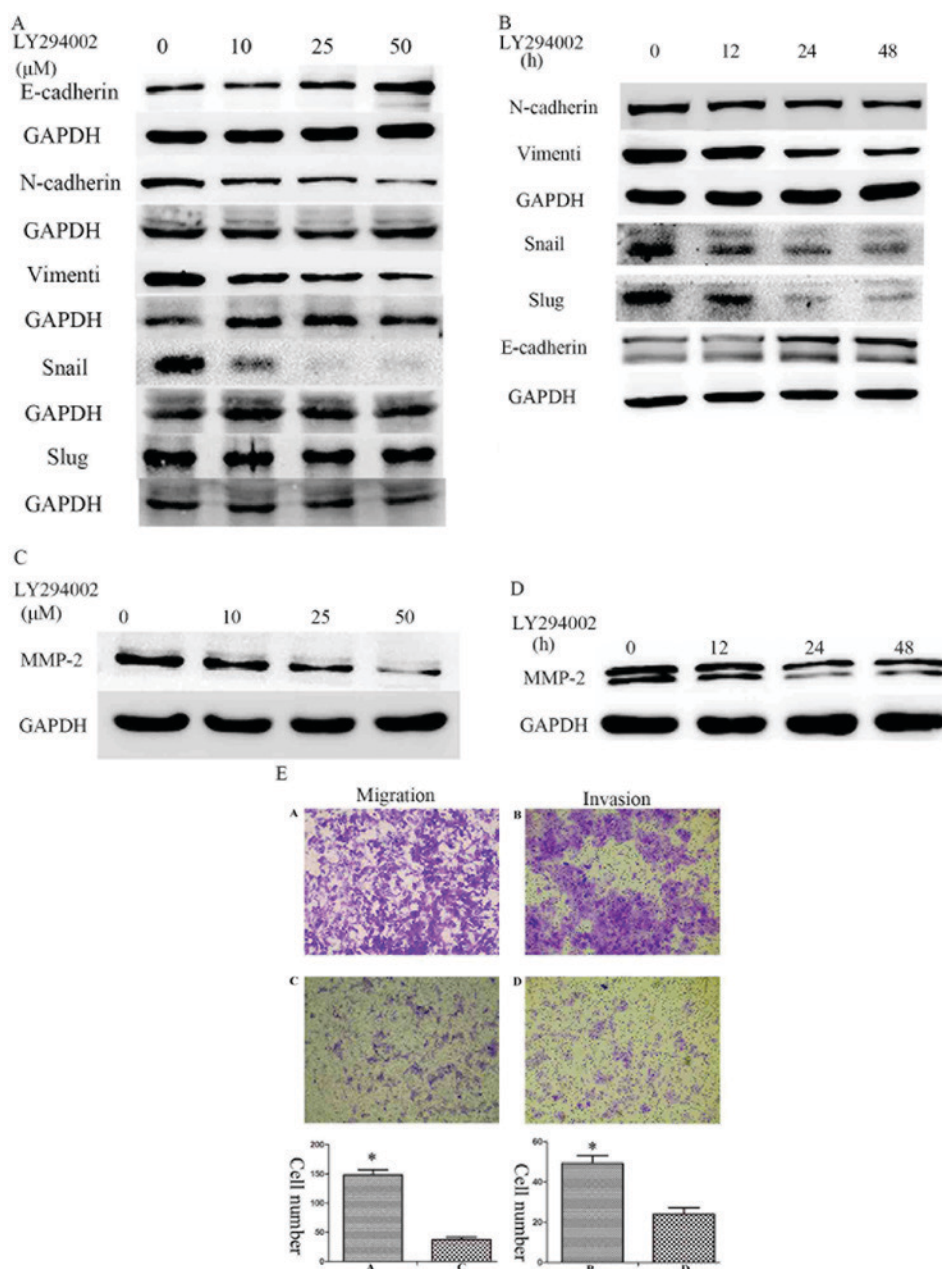 A
LY294002 0 10 25 50
(μM)
E-cadherin
GAPDH
N-cadherin
GAPDH
Vimenti
GAPDH
Snail
GAPDH
Slug
GAPDH
B
LY294002 0 12 24 48
(h)
N-cadherin
Vimenti
GAPDH
Snail
Slug
E-cadherin
GAPDH
C
LY294002
(μM) 0 10 25 50
MMP-2
GAPDH
D
LY294002
(h) 0 12 24 48
MMP-2
GAPDH
E
Migration Invasion
A B
C D
Cell number
200
150
100
50
0
*
A C
Cell number
60
40
20
0
*
B D